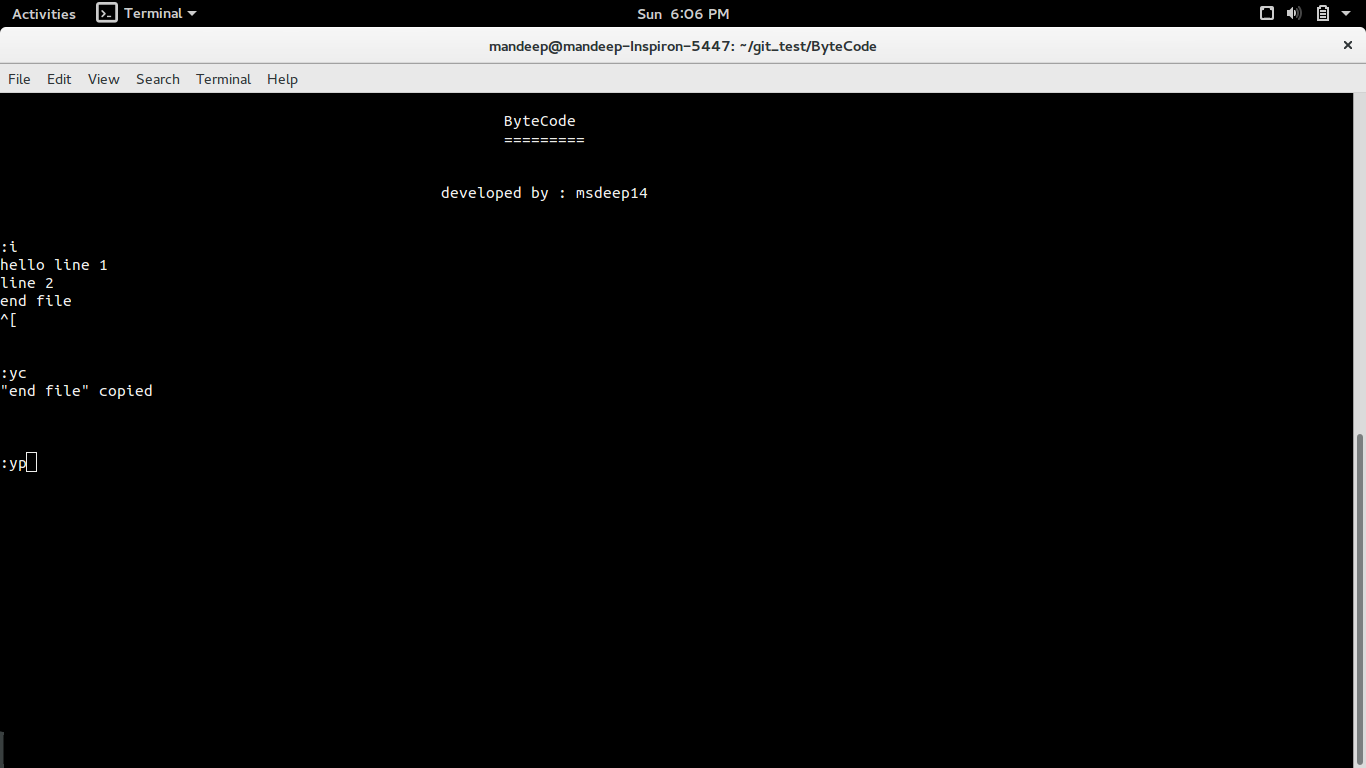 Activities Terminal Sun 6:06 PM
mandeep@mandeep-Inspiron-5447: ~/git_test/ByteCode
File Edit View Search Terminal Help
ByteCode
=========
developed by : msdeep14
:i
hello line 1
line 2
end file
^[
:yc
"end file" copied
:yp